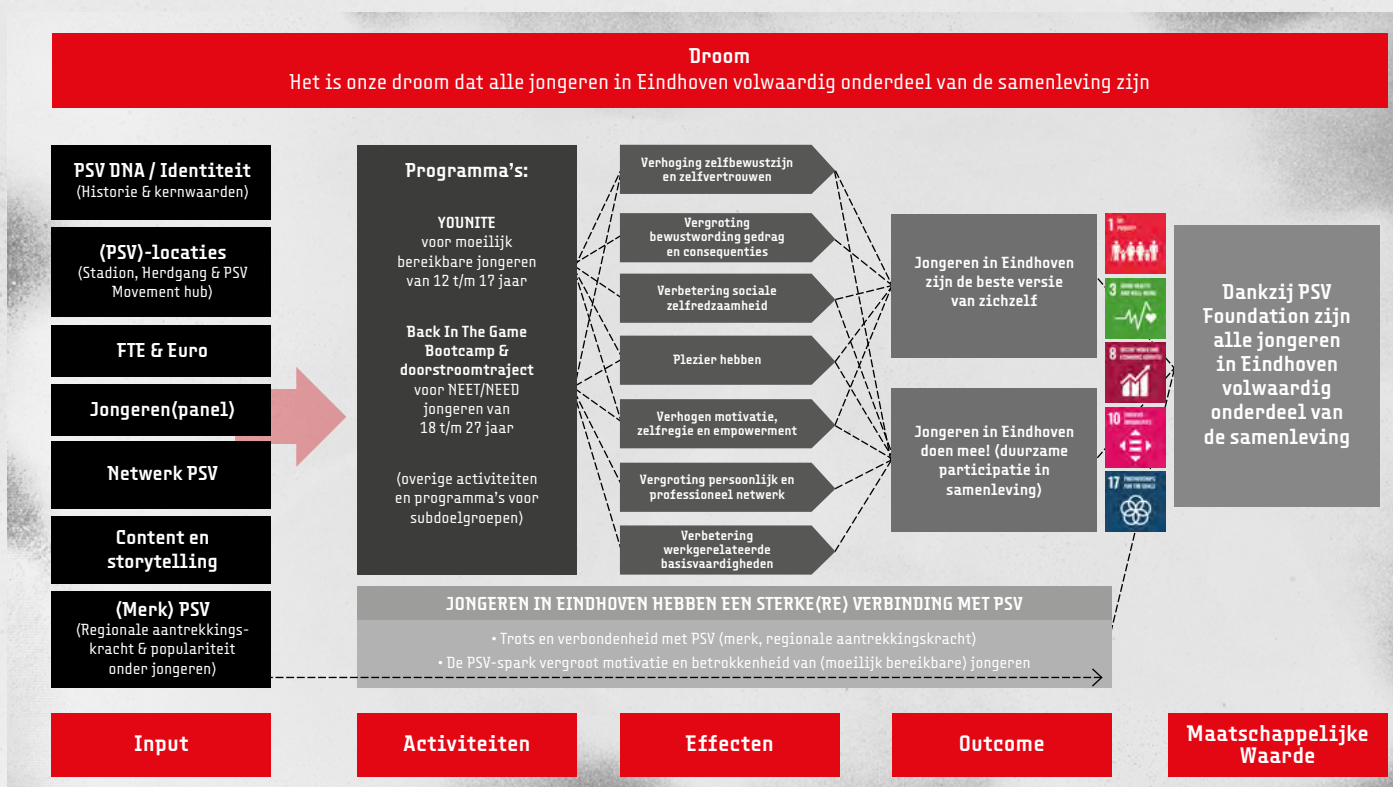 Droom
Het is onze droom dat alle jongeren in Eindhoven volwaardig onderdeel van de samenleving zijn
PSV DNA / Identiteit
(Historie & kernwaarden)
(PSV)-locaties
(Stadion, Herdgang & PSV
Movement hub)
FTE & Euro
Jongeren(panel)
Netwerk PSV
Content en
storytelling
(Merk) PSV
(Regionale aantrekkings-
kracht & populariteit
onder jongeren)
Programma's:
YOUNITE
voor moeilijk
bereikbare jongeren
van 12 t/m 17 jaar
Back In The Game
Bootcamp &
doorstroomtraject
voor NEET/NEED
jongeren van
18 t/m 27 jaar
(overige activiteiten
en programma's voor
subdoelgroepen)
Verhoging zelfbewustzijn
en zelfvertrouwen
Vergroting
bewustwording gedrag
en consequenties
Verbetering sociale
zelfredzaamheid
Plezier hebben
Verhogen motivatie,
zelfregie en empowerment
Vergroting persoonlijk en
professioneel netwerk
Verbetering
werkgerelateerde
basisvaardigheden
Jongeren in Eindhoven
zijn de beste versie
van zichzelf
Jongeren in Eindhoven
doen mee! (duurzame
participatie in
samenleving)
1
3
8
10
17
Dankzij PSV
Foundation zijn
alle jongeren
in Eindhoven
volwaardig
onderdeel van
de samenleving
JONGEREN IN EINDHOVEN HEBBEN EEN STERKE(RE) VERBINDING MET PSV
• Trots en verbondenheid met PSV (merk, regionale aantrekkingskracht)
• De PSV-spark vergroot motivatie en betrokkenheid van (moeilijk bereikbare) jongeren
Input
Activiteiten
Effecten
Outcome
Maatschappelijke
Waarde